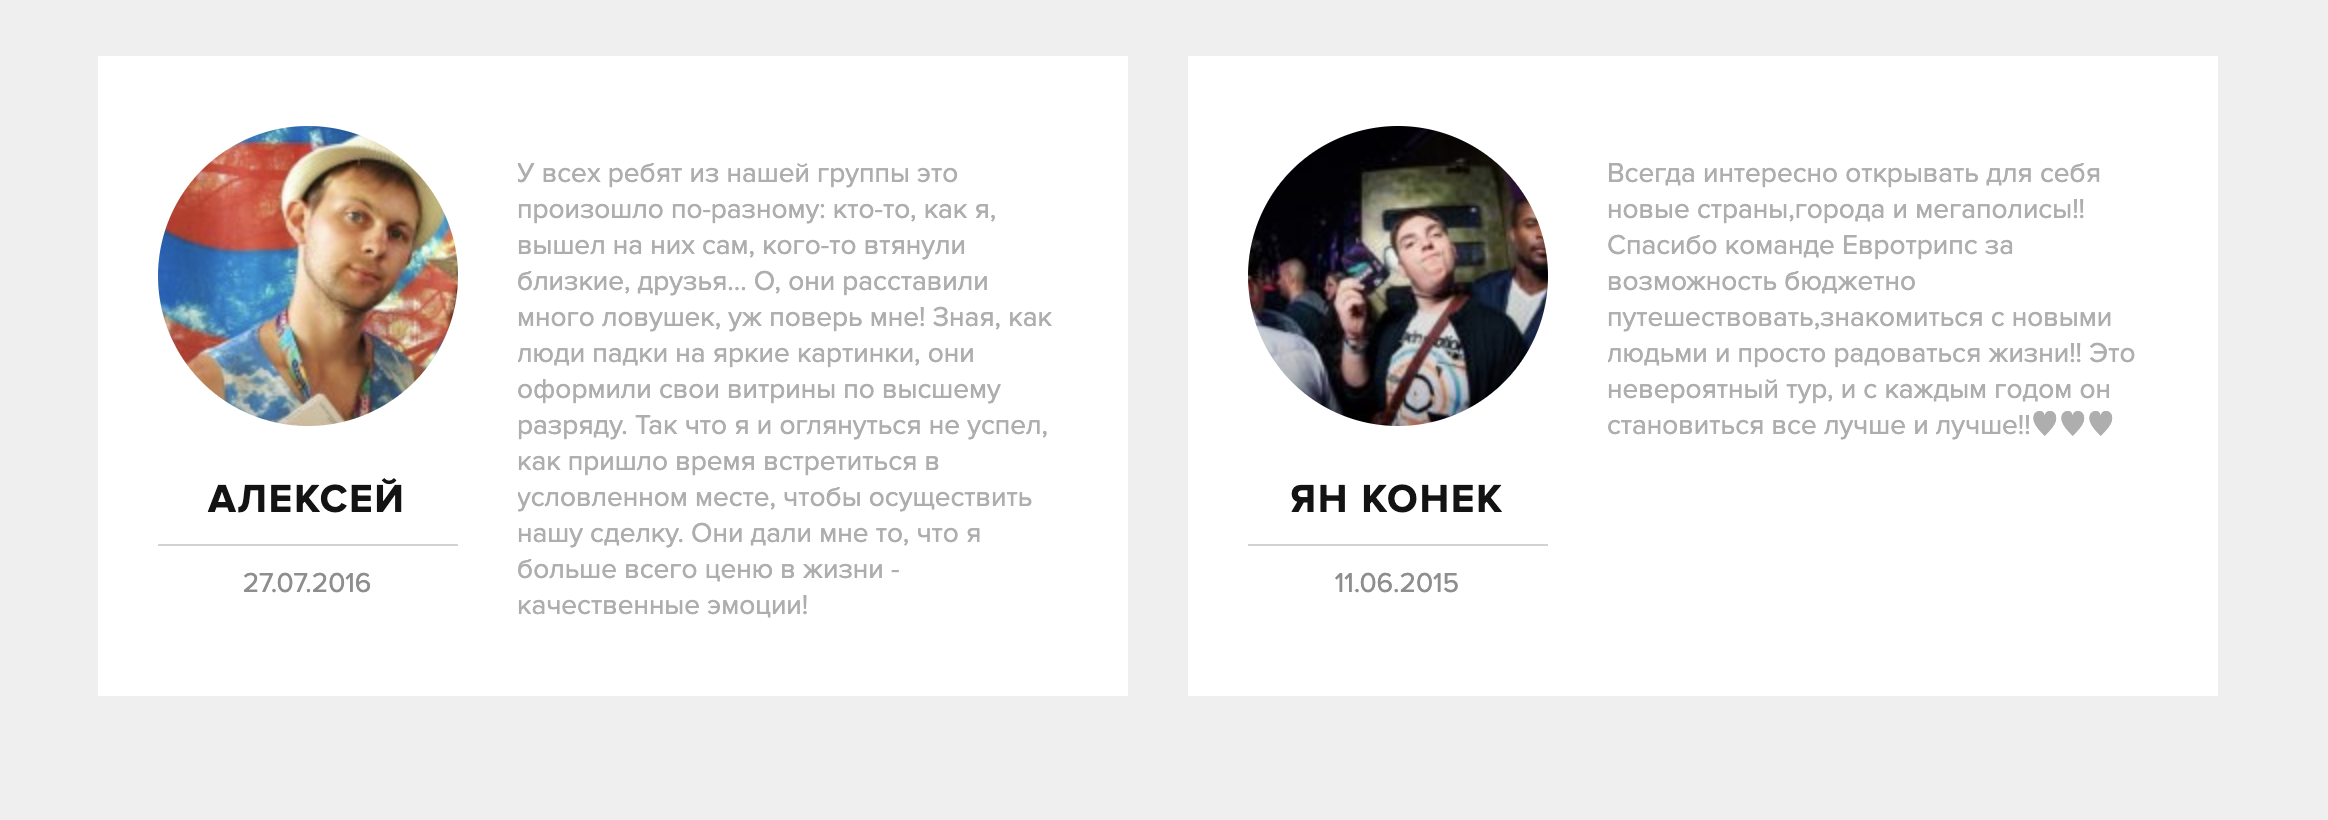 У всех ребят из нашей группы это
произошло по-разному: кто-то, как я,
вышел на них сам, кого-то втянули
близкие, друзья... О, они расставили
много ловушек, уж поверь мне! Зная, как
люди падки на яркие картинки, они
оформили свои витрины по высшему
разряду. Так что я и оглянуться не успел,
как пришло время встретиться в
условленном месте, чтобы осуществить
нашу сделку. Они дали мне то, что я
больше всего ценю в жизни -
качественные эмоции!
АЛЕКСЕЙ
27.07.2016
Всегда интересно открывать для себя
новые страны,города и мегаполисы!!
Спасибо команде Евротрипс за
возможность бюджетно
путешествовать,знакомиться с новыми
людьми и просто радоваться жизни!! Это
невероятный тур, и с каждым годом он
становиться все лучше и лучше!!♥♥♥
ЯН КОНЕК
11.06.2015